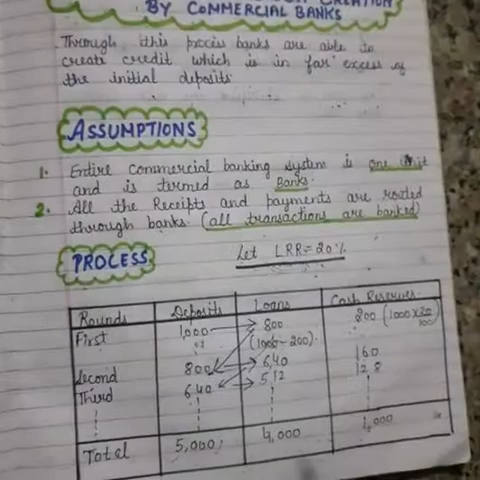 CREATION
BY COMMERCIAL BANKS
Through this process banks are able to
create credit which is in far excess of
the initial deposits.
ASSUMPTIONS
1. Entire commercial banking system is one unit
and is termed as Banks.
2. All the Receipts and payments are routed
through banks. (all transactions are banked)
PROCESS
Let LRR = 20%
Rounds Deposits Loans Cash Reserves
First 1,000 800 200 (1000×20/100)
(1000-200)
Second 800 640 160
Third 640 512 128
Total 5,000 4,000 1,000